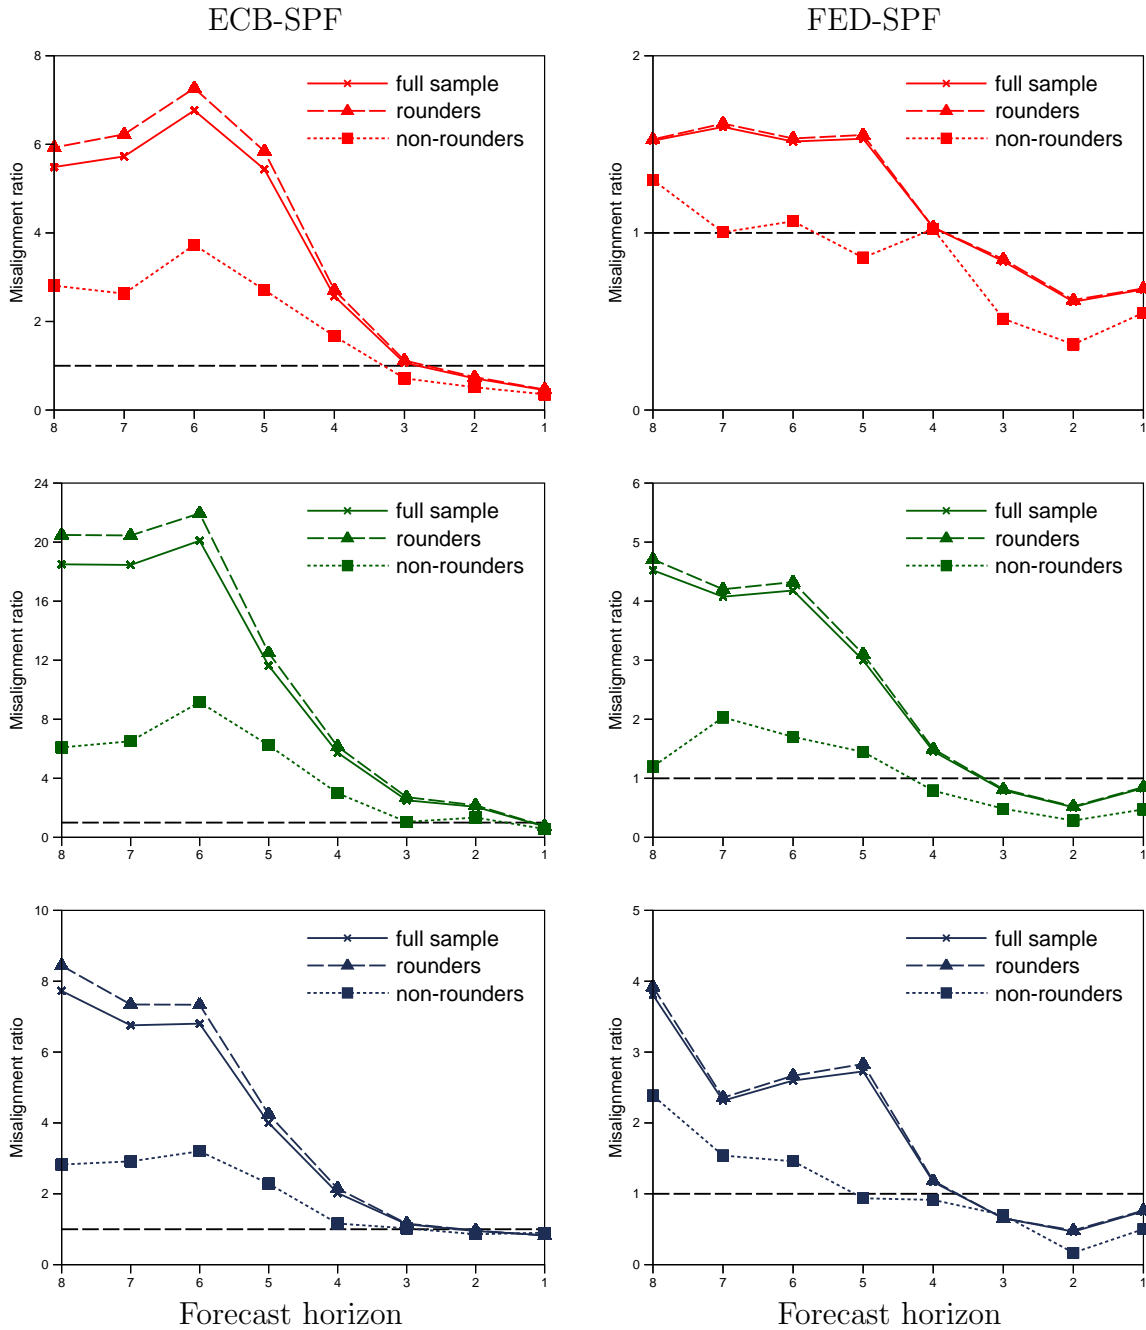 ECB-SPF
FED-SPF
8
6
4
2
0
Misalignment ratio
full sample
rounders
non-rounders
8 7 6 5 4 3 2 1
2
1
0
Misalignment ratio
full sample
rounders
non-rounders
8 7 6 5 4 3 2 1
24
20
16
12
8
4
0
Misalignment ratio
full sample
rounders
non-rounders
8 7 6 5 4 3 2 1
6
5
4
3
2
1
0
Misalignment ratio
full sample
rounders
non-rounders
8 7 6 5 4 3 2 1
10
8
6
4
2
0
Misalignment ratio
full sample
rounders
non-rounders
8 7 6 5 4 3 2 1
Forecast horizon
5
4
3
2
1
0
Misalignment ratio
full sample
rounders
non-rounders
8 7 6 5 4 3 2 1
Forecast horizon